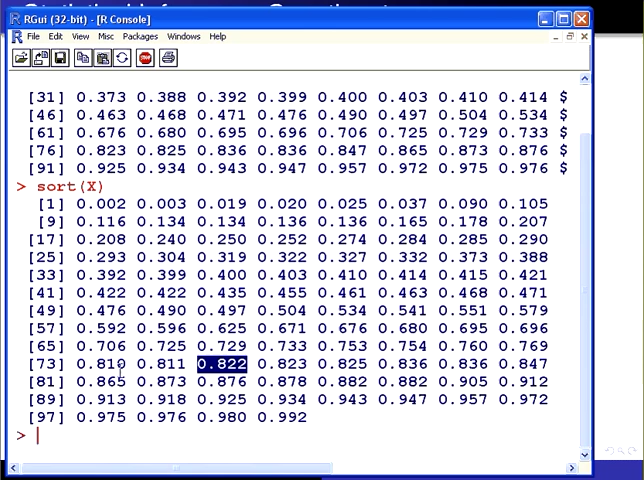 RGui (32-bit) - [R Console]
File Edit View Misc Packages Windows Help
[31] 0.373 0.388 0.392 0.399 0.400 0.403 0.410 0.414 $
[46] 0.463 0.468 0.471 0.476 0.490 0.497 0.504 0.534 $
[61] 0.676 0.680 0.695 0.696 0.706 0.725 0.729 0.733 $
[76] 0.823 0.825 0.836 0.836 0.847 0.865 0.873 0.876 $
[91] 0.925 0.934 0.943 0.947 0.957 0.972 0.975 0.976 $
> sort(X)
[1] 0.002 0.003 0.019 0.020 0.025 0.037 0.090 0.105
[9] 0.116 0.134 0.134 0.136 0.136 0.165 0.178 0.207
[17] 0.208 0.240 0.250 0.252 0.274 0.284 0.285 0.290
[25] 0.293 0.304 0.319 0.322 0.327 0.332 0.373 0.388
[33] 0.392 0.399 0.400 0.403 0.410 0.414 0.415 0.421
[41] 0.422 0.422 0.435 0.455 0.461 0.463 0.468 0.471
[49] 0.476 0.490 0.497 0.504 0.534 0.541 0.551 0.579
[57] 0.592 0.596 0.625 0.671 0.676 0.680 0.695 0.696
[65] 0.706 0.725 0.729 0.733 0.753 0.754 0.760 0.769
[73] 0.810 0.811 0.822 0.823 0.825 0.836 0.836 0.847
[81] 0.865 0.873 0.876 0.878 0.882 0.882 0.905 0.912
[89] 0.913 0.918 0.925 0.934 0.943 0.947 0.957 0.972
[97] 0.975 0.976 0.980 0.992
>